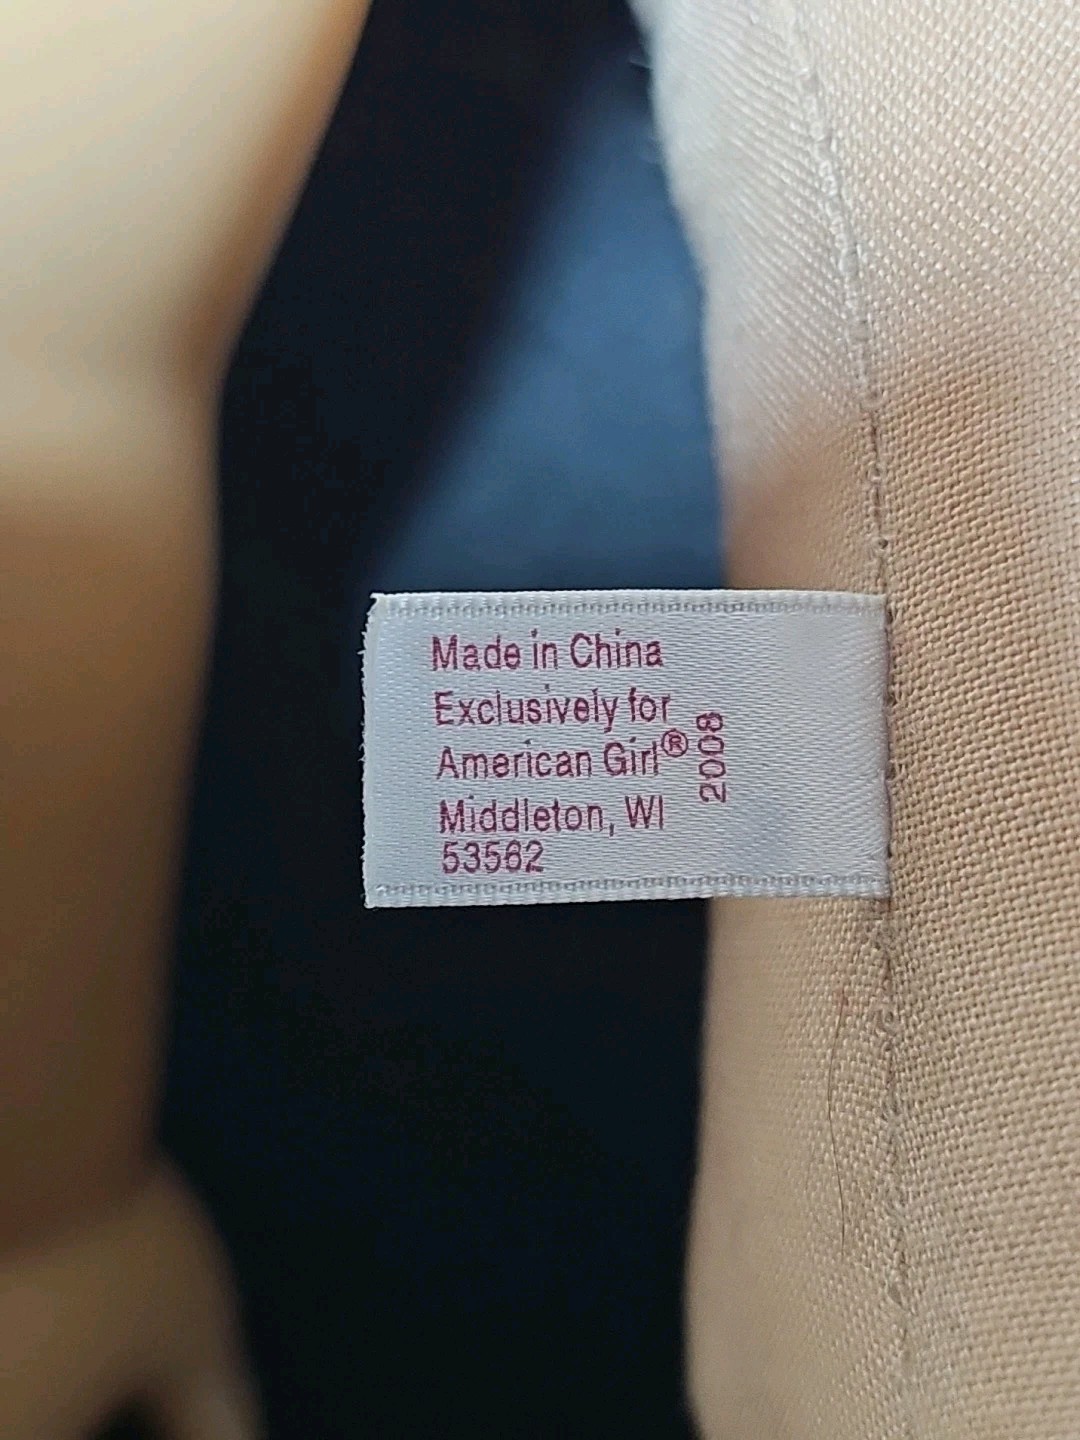 Made in China
Exclusively for
American Girl®
Middleton, WI
53562
2008